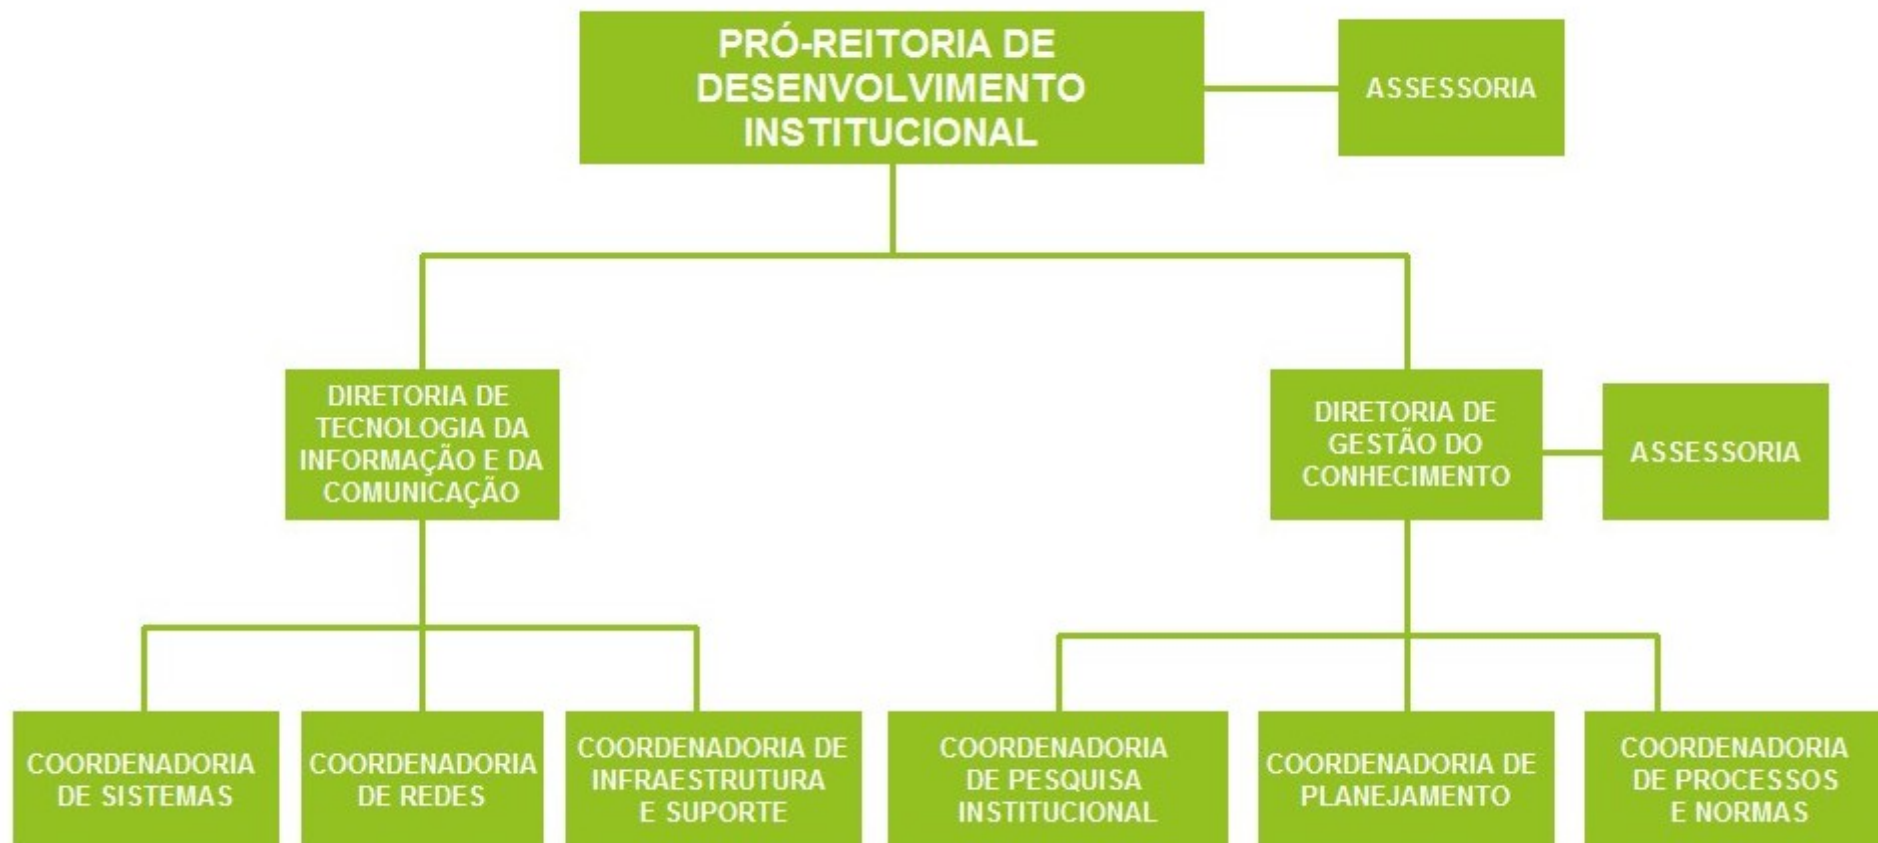 PRÓ-REITORIA DE
DESENVOLVIMENTO
INSTITUCIONAL
ASSESSORIA
DIRETORIA DE
TECNOLOGIA DA
INFORMAÇÃO E DA
COMUNICAÇÃO
DIRETORIA DE
GESTÃO DO
CONHECIMENTO
ASSESSORIA
COORDENADORIA
DE SISTEMAS
COORDENADORIA
DE REDES
COORDENADORIA DE
INFRAESTRUTURA
E SUPORTE
COORDENADORIA
DE PESQUISA
INSTITUCIONAL
COORDENADORIA DE
PLANEJAMENTO
COORDENADORIA
DE PROCESSOS
E NORMAS